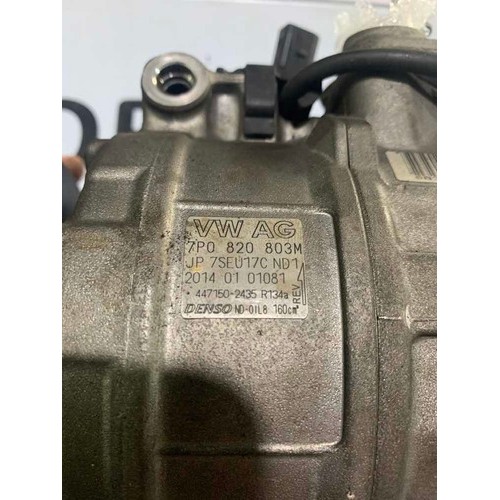 VW AG
7P0 820 803M
JP 7SEU17C ND1
2014 01 01081
• 447150-2435 R134a
DENSO ND-OIL8 160cm³
REV